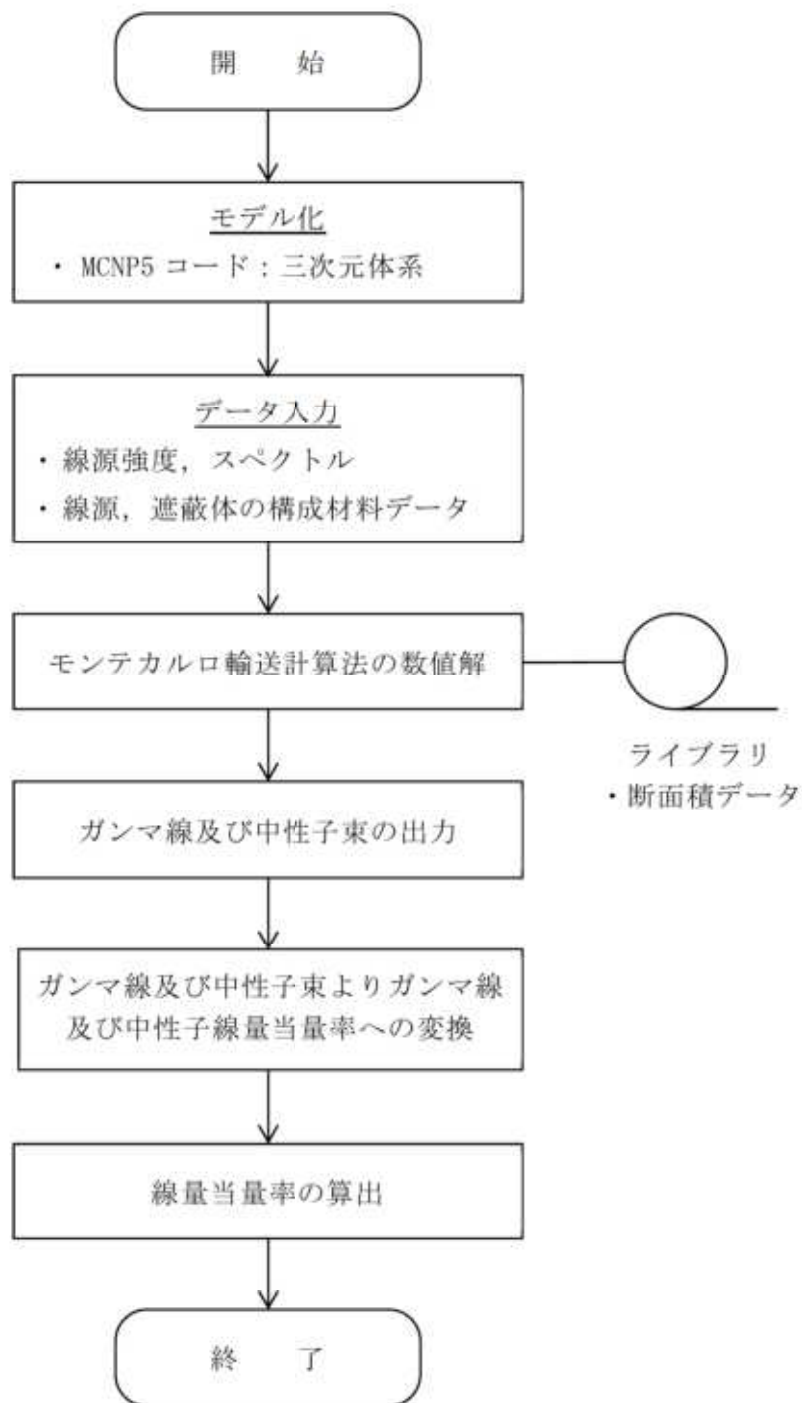 開 始
モデル化
・ MCNP5 コード：三次元体系
データ入力
・ 線源強度，スペクトル
・ 線源，遮蔽体の構成材料データ
モンテカルロ輸送計算法の数値解
ライブラリ
・断面積データ
ガンマ線及び中性子束の出力
ガンマ線及び中性子束よりガンマ線
及び中性子線量当量率への変換
線量当量率の算出
終 了